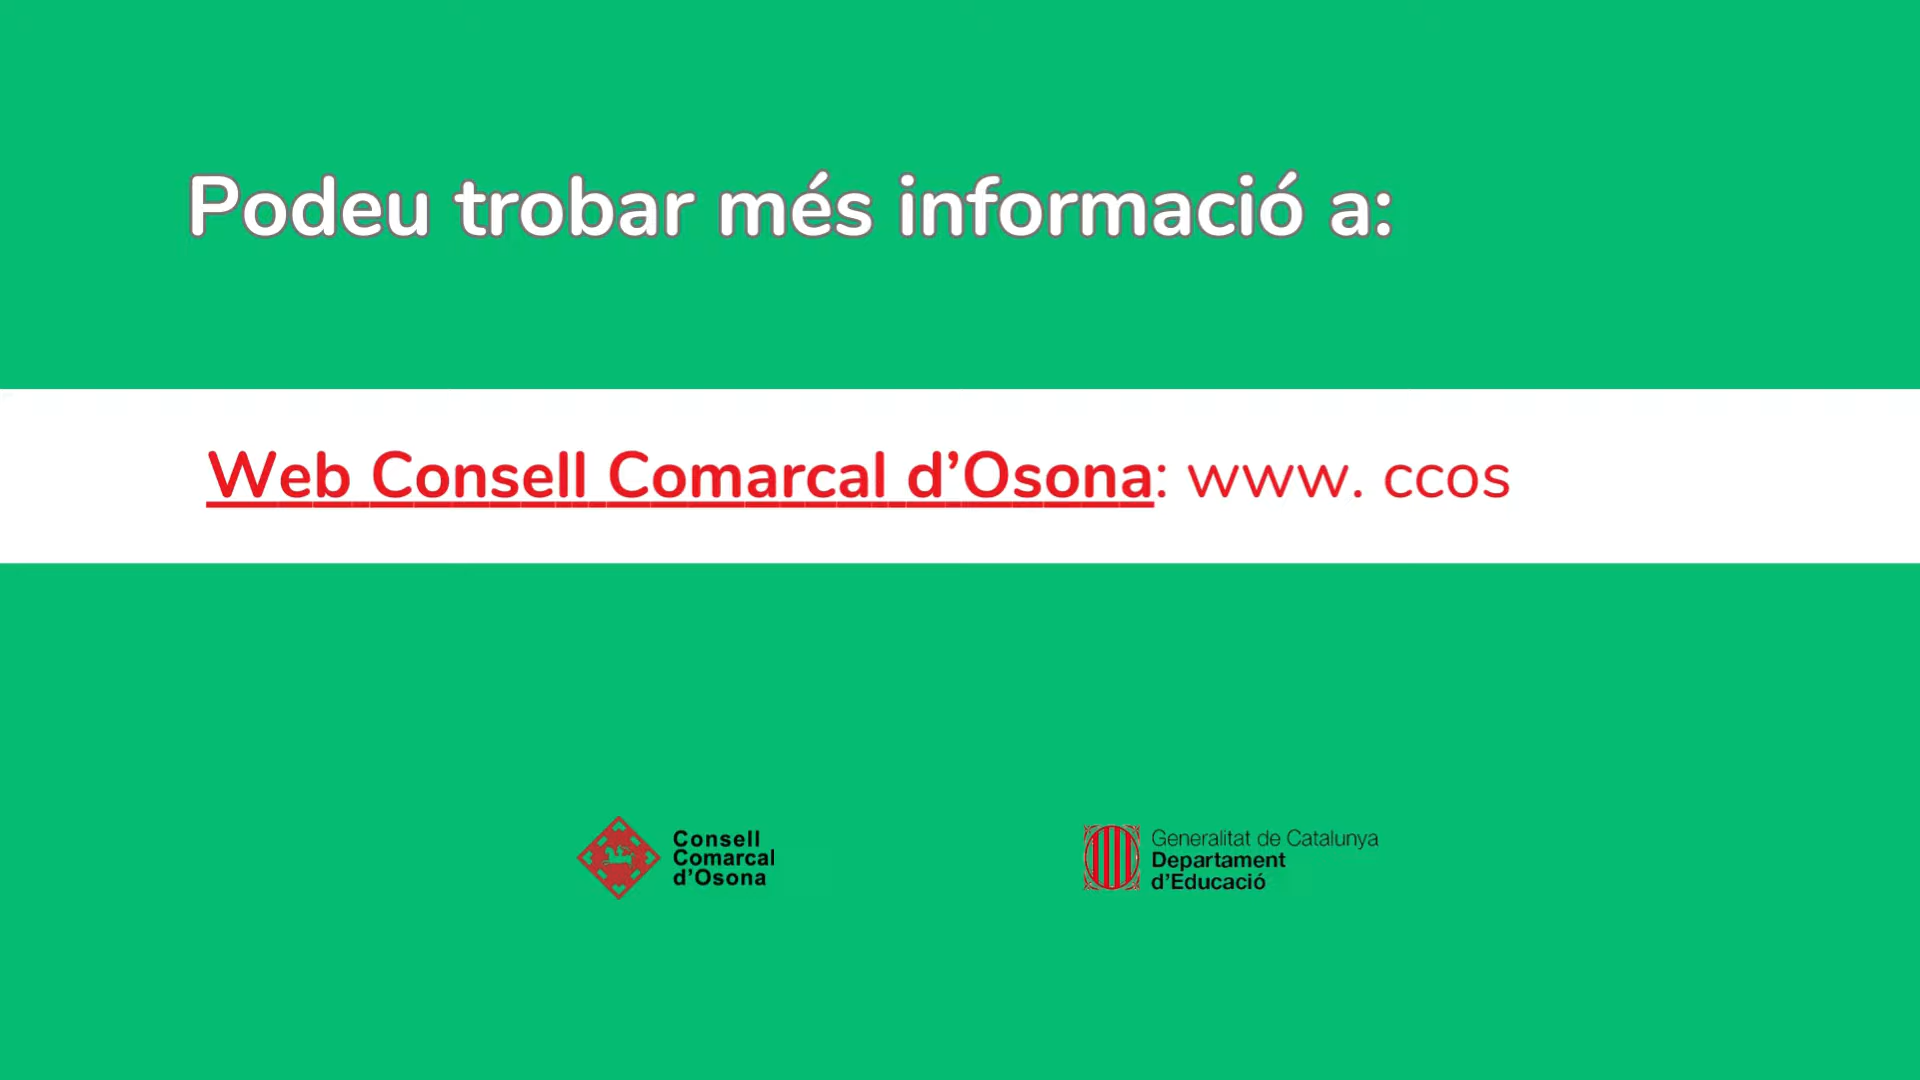 Podeu trobar més informació a:
Web Consell Comarcal d’Osona: www. ccos
Consell
Comarcal
d’Osona
Generalitat de Catalunya
Departament
d’Educació